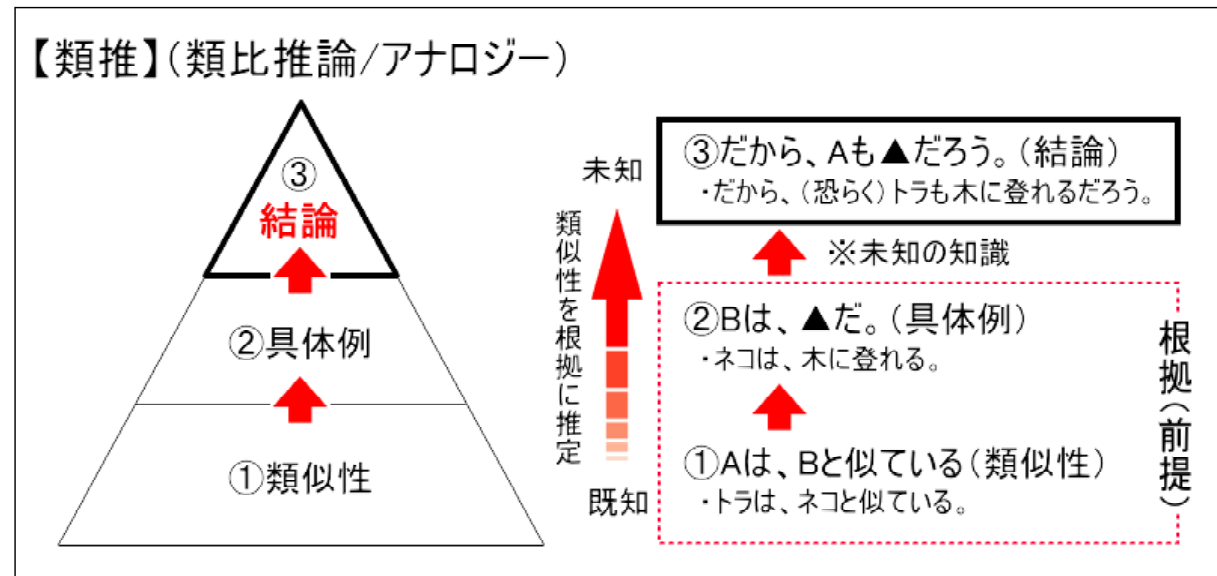 【類推】(類比推論/アナロジー)
③
結論
②具体例
①類似性
未知
類似性を根拠に推定
既知
③だから、Aも▲だろう。(結論)
・だから、(恐らく)トラも木に登れるだろう。
※未知の知識
②Bは、▲だ。(具体例)
・ネコは、木に登れる。
①Aは、Bと似ている(類似性)
・トラは、ネコと似ている。
根拠(前提)